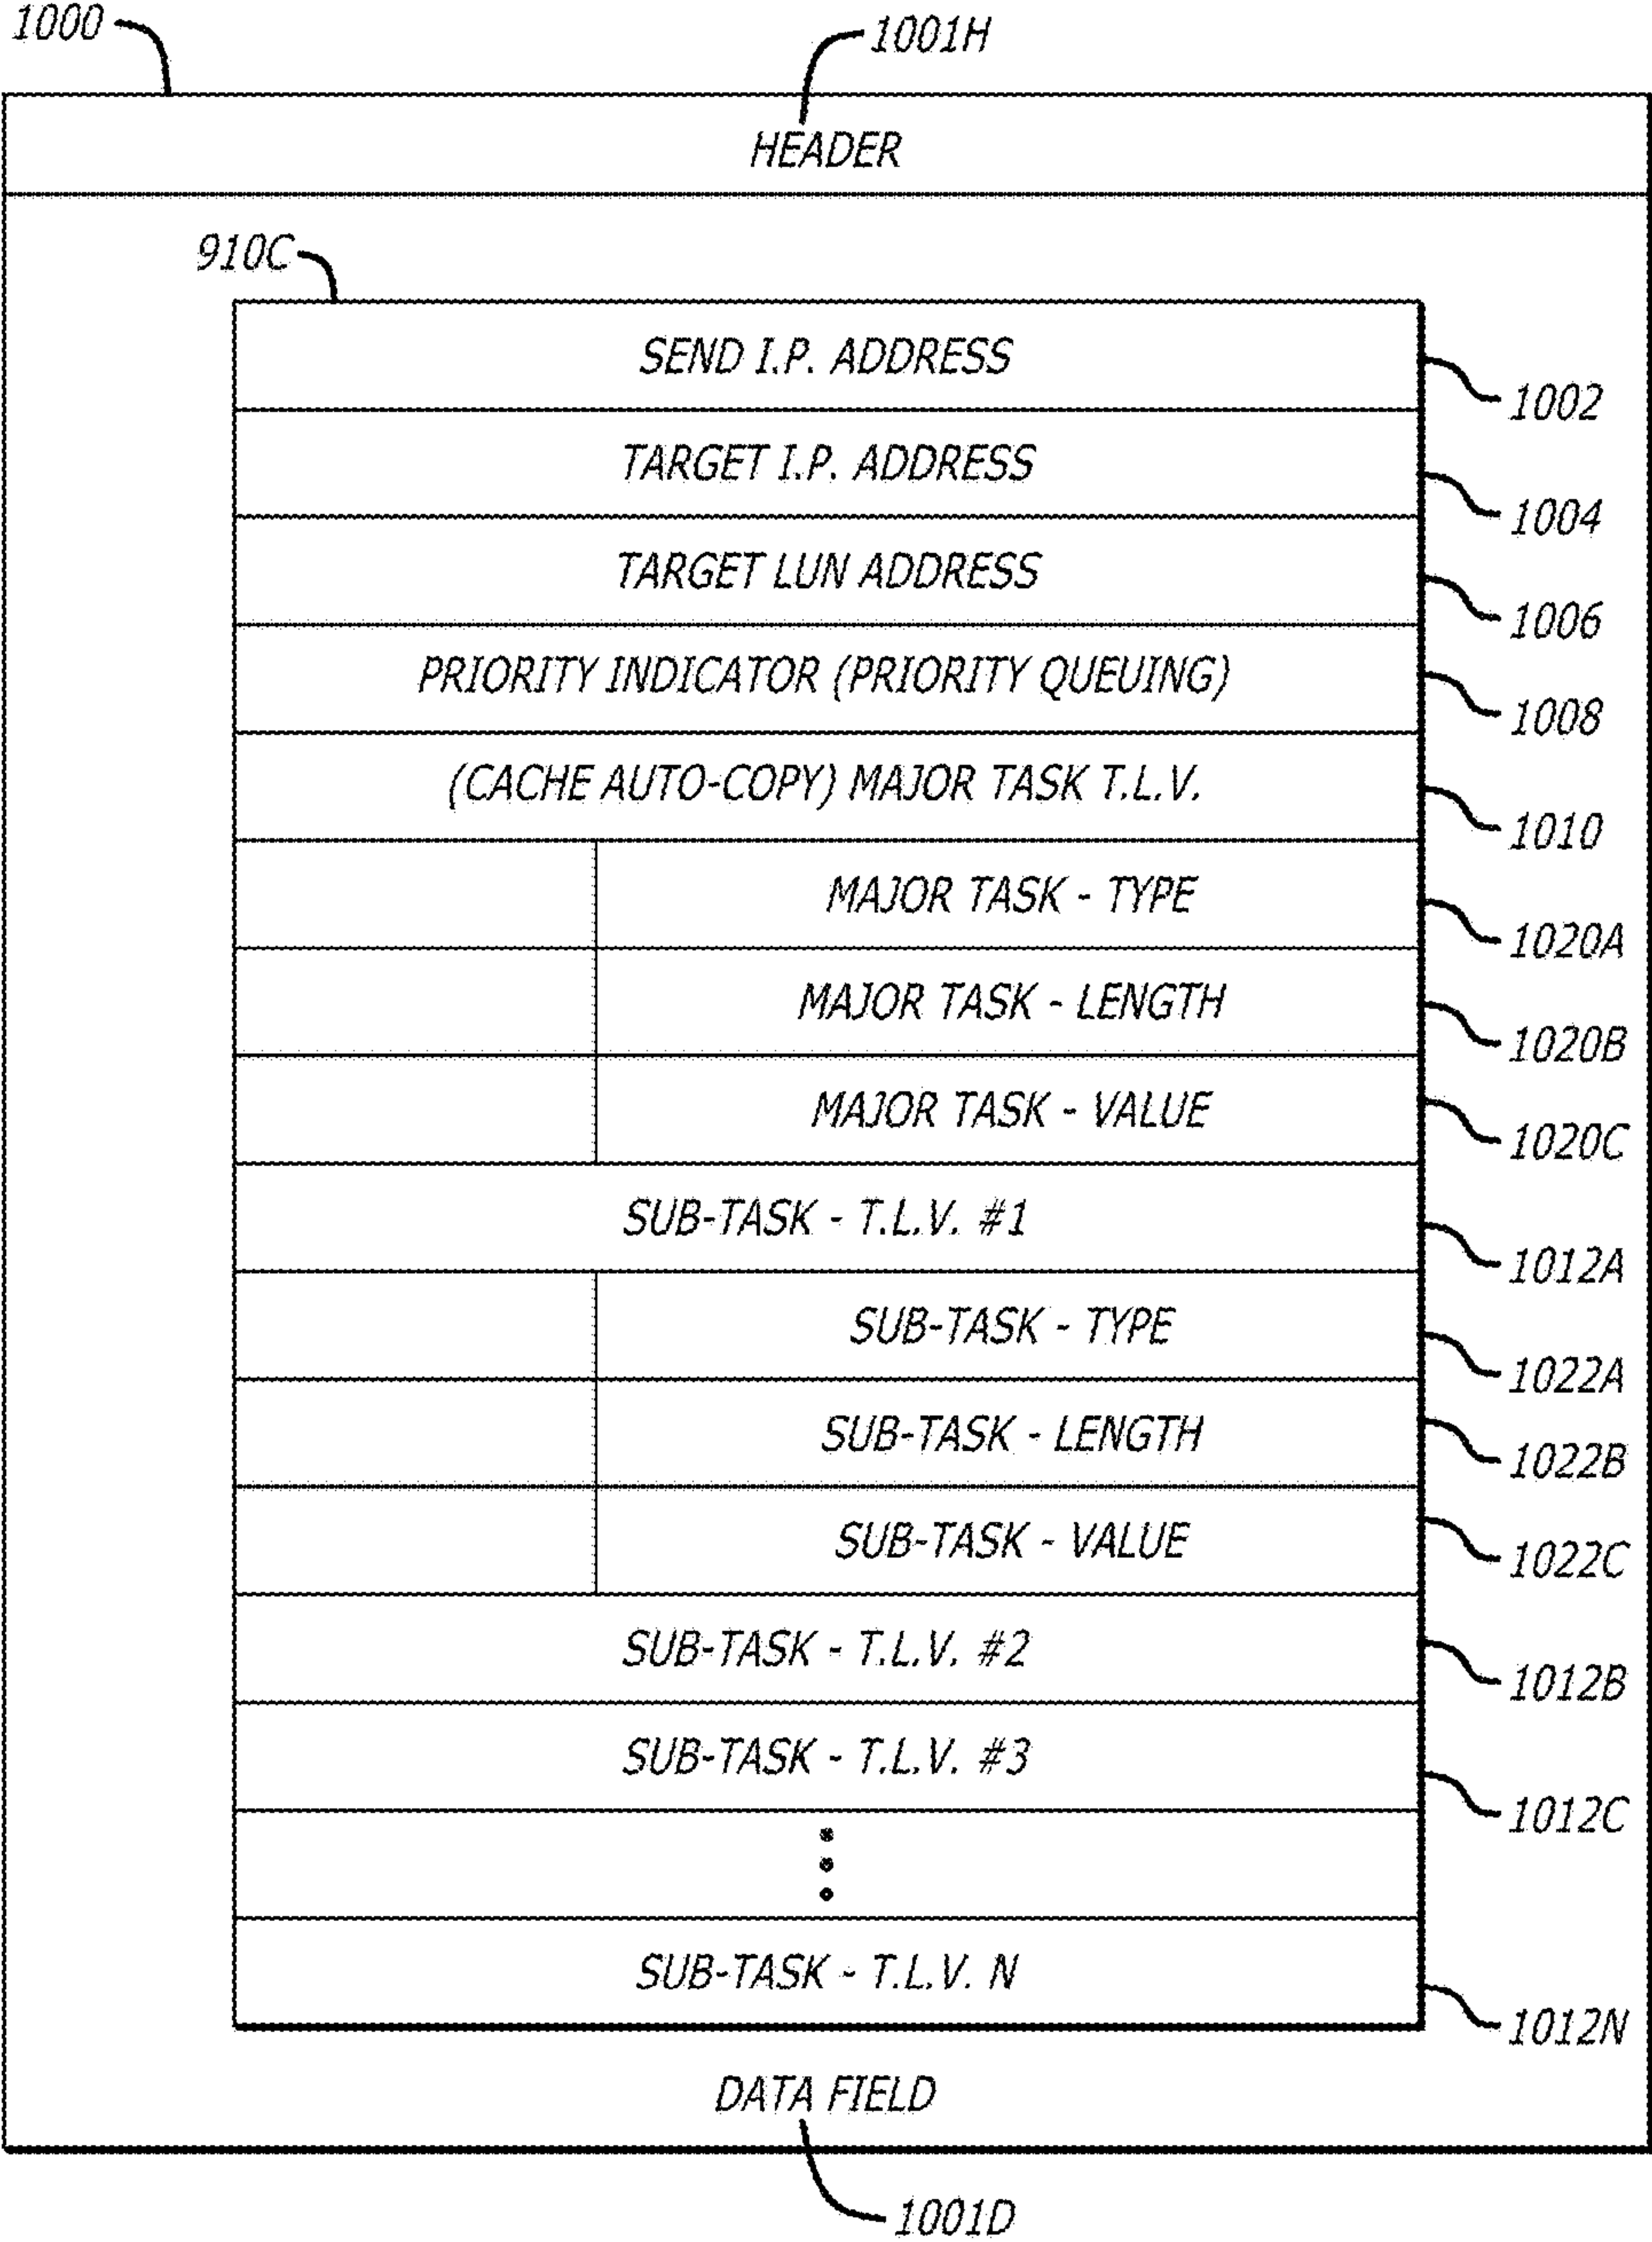 1000
1001H
HEADER
910C
SEND I.P. ADDRESS
1002
TARGET I.P. ADDRESS
1004
TARGET LUN ADDRESS
1006
PRIORITY INDICATOR (PRIORITY QUEUING)
1008
(CACHE AUTO-COPY) MAJOR TASK T.L.V.
1010
MAJOR TASK - TYPE
1020A
MAJOR TASK - LENGTH
1020B
MAJOR TASK - VALUE
1020C
SUB-TASK - T.L.V. #1
1012A
SUB-TASK - TYPE
1022A
SUB-TASK - LENGTH
1022B
SUB-TASK - VALUE
1022C
SUB-TASK - T.L.V. #2
1012B
SUB-TASK - T.L.V. #3
1012C
SUB-TASK - T.L.V. N
1012N
DATA FIELD
1001D